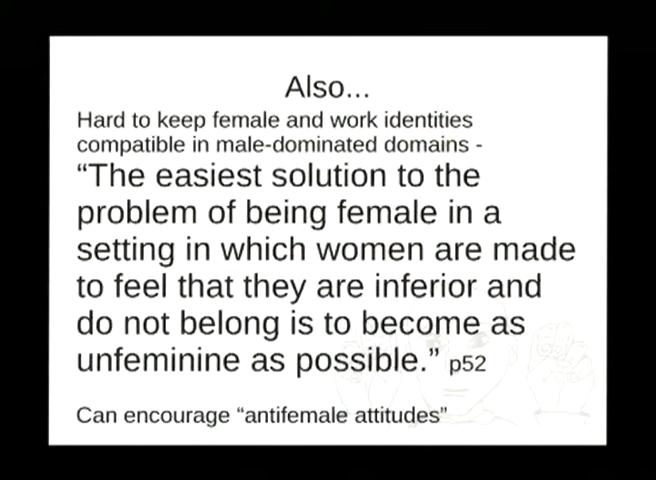 Also...
Hard to keep female and work identities
compatible in male-dominated domains -
“The easiest solution to the
problem of being female in a
setting in which women are made
to feel that they are inferior and
do not belong is to become as
unfeminine as possible.” p52
Can encourage “antifemale attitudes”